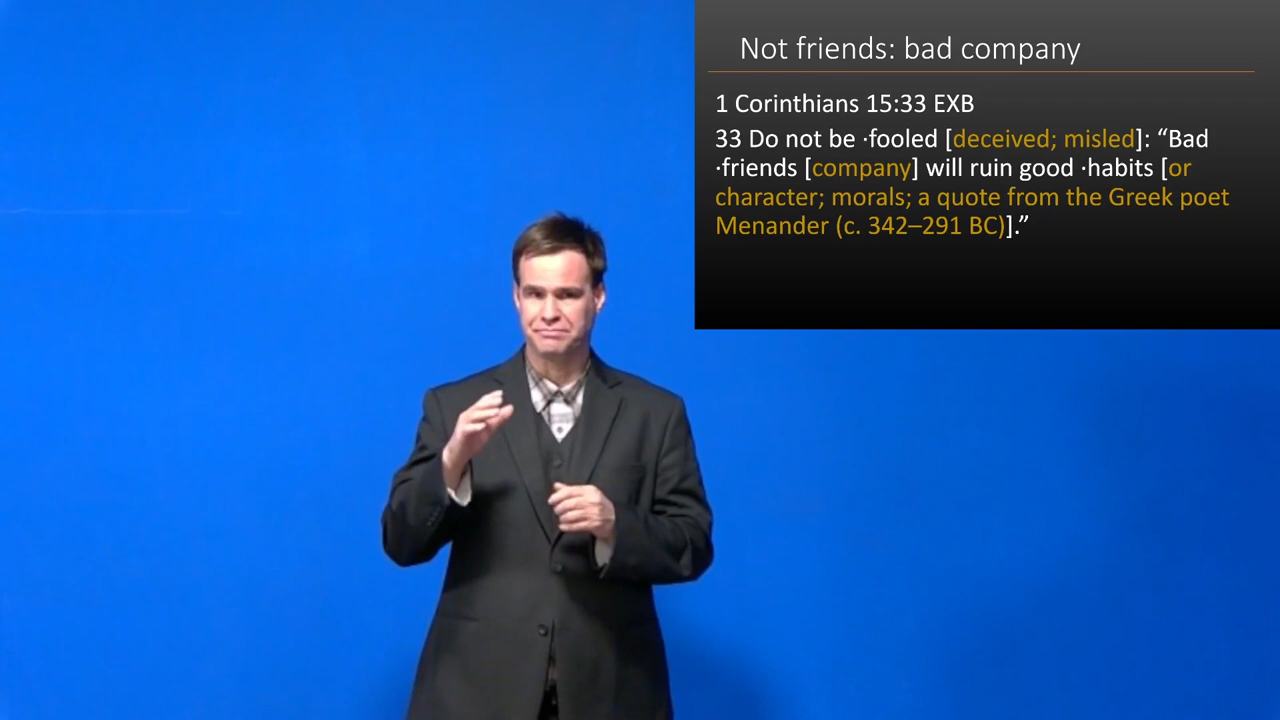 Not friends: bad company
1 Corinthians 15:33 EXB
33 Do not be ·fooled [deceived; misled]: “Bad
·friends [company] will ruin good ·habits [or
character; morals; a quote from the Greek poet
Menander (c. 342–291 BC)].”